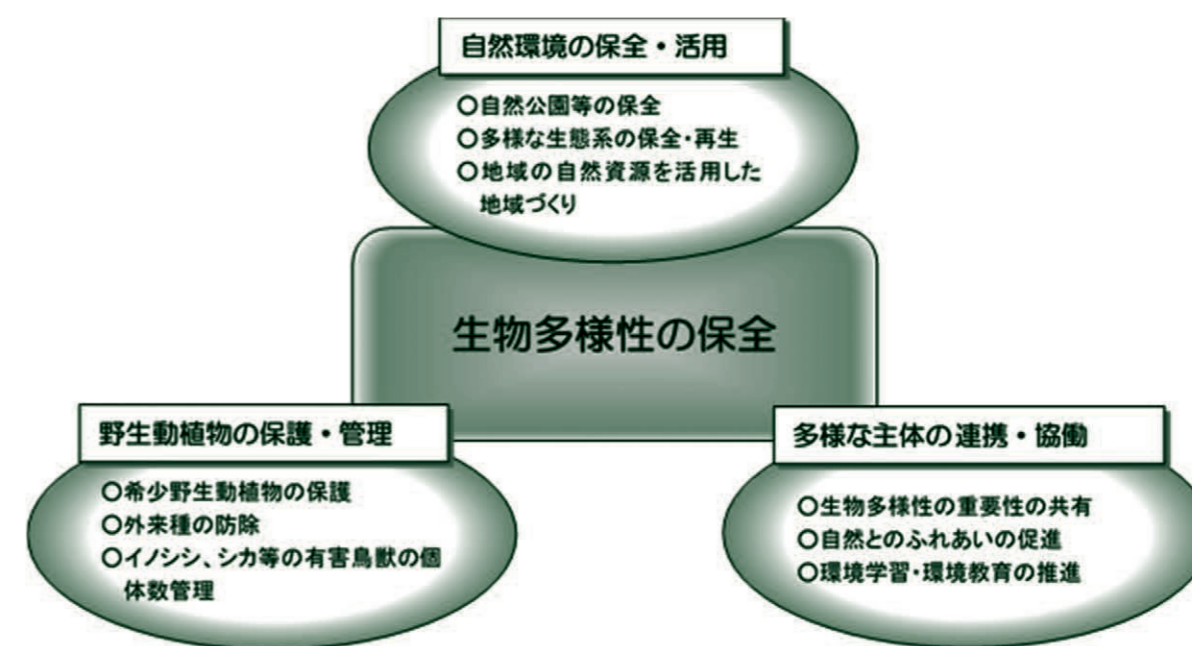 自然環境の保全・活用
○自然公園等の保全
○多様な生態系の保全・再生
○地域の自然資源を活用した
地域づくり
生物多様性の保全
野生動植物の保護・管理
○希少野生動植物の保護
○外来種の防除
○イノシシ、シカ等の有害鳥獣の個
体数管理
多様な主体の連携・協働
○生物多様性の重要性の共有
○自然とのふれあいの促進
○環境学習・環境教育の推進